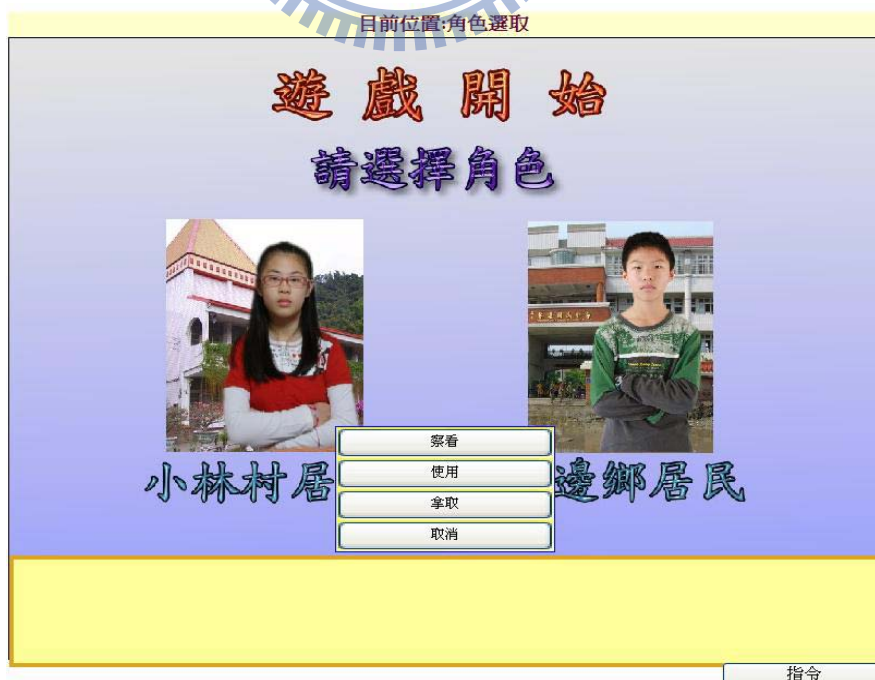 目前位置:角色選取
遊戲開始
請選擇角色
小林村居
邊鄉居民
察看
使用
拿取
取消
指令